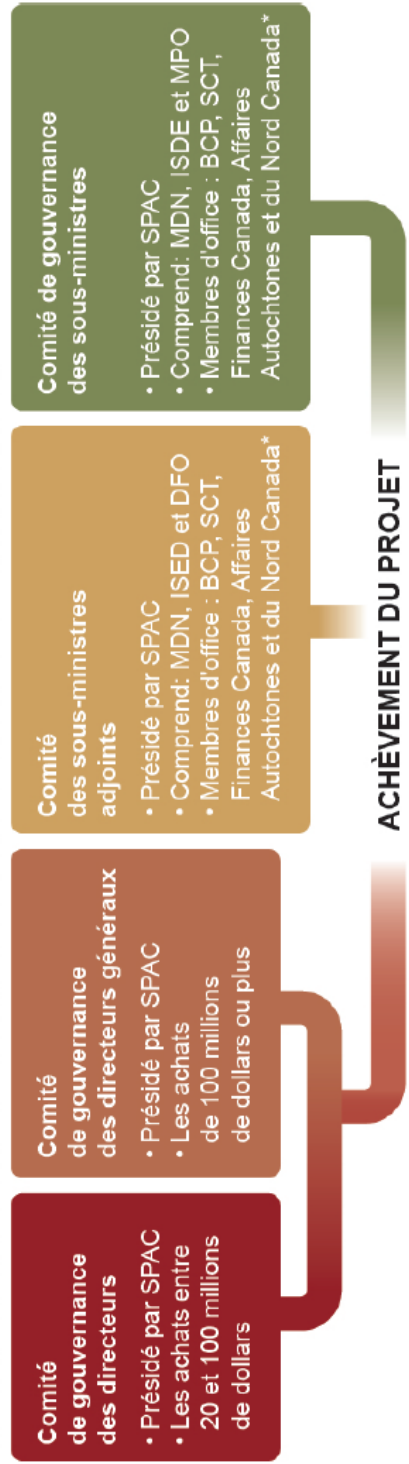 Comité
de gouvernance
des directeurs
• Présidé par SPAC
• Les achats entre
20 et 100 millions
de dollars
Comité
de gouvernance
des directeurs généraux
• Présidé par SPAC
• Les achats
de 100 millions
de dollars ou plus
Comité
des sous-ministres
adjoints
• Présidé par SPAC
• Comprend: MDN, ISED et DFO
• Membres d'office : BCP, SCT,
Finances Canada, Affaires
Autochtones et du Nord Canada*
Comité de gouvernance
des sous-ministres
• Présidé par SPAC
• Comprend: MDN, ISDE et MPO
• Membres d'office : BCP, SCT,
Finances Canada, Affaires
Autochtones et du Nord Canada*
ACHÈVEMENT DU PROJET